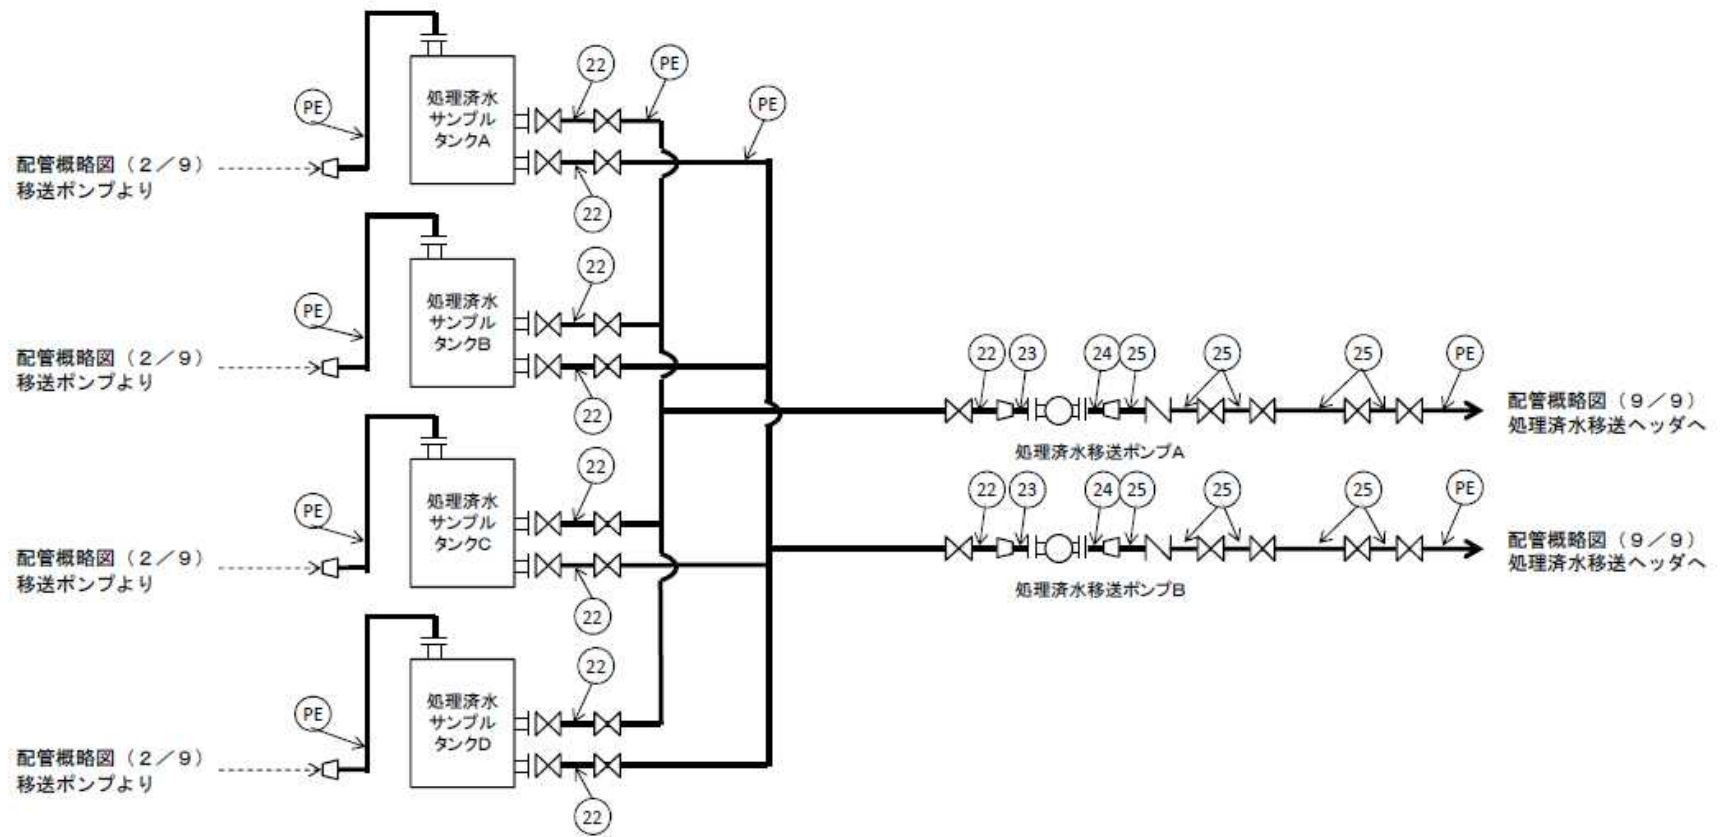 22
PE
PE
PE
処理済水
サンプル
タンクA
配管概略図（２／９）
移送ポンプより
22
22
PE
処理済水
サンプル
タンクB
配管概略図（２／９）
移送ポンプより
22
22
23
24
25
25
25
PE
配管概略図（９／９）
処理済水移送ヘッダへ
処理済水移送ポンプA
22
PE
処理済水
サンプル
タンクC
配管概略図（２／９）
移送ポンプより
22
22
23
24
25
25
25
PE
配管概略図（９／９）
処理済水移送ヘッダへ
処理済水移送ポンプB
22
PE
処理済水
サンプル
タンクD
配管概略図（２／９）
移送ポンプより
22